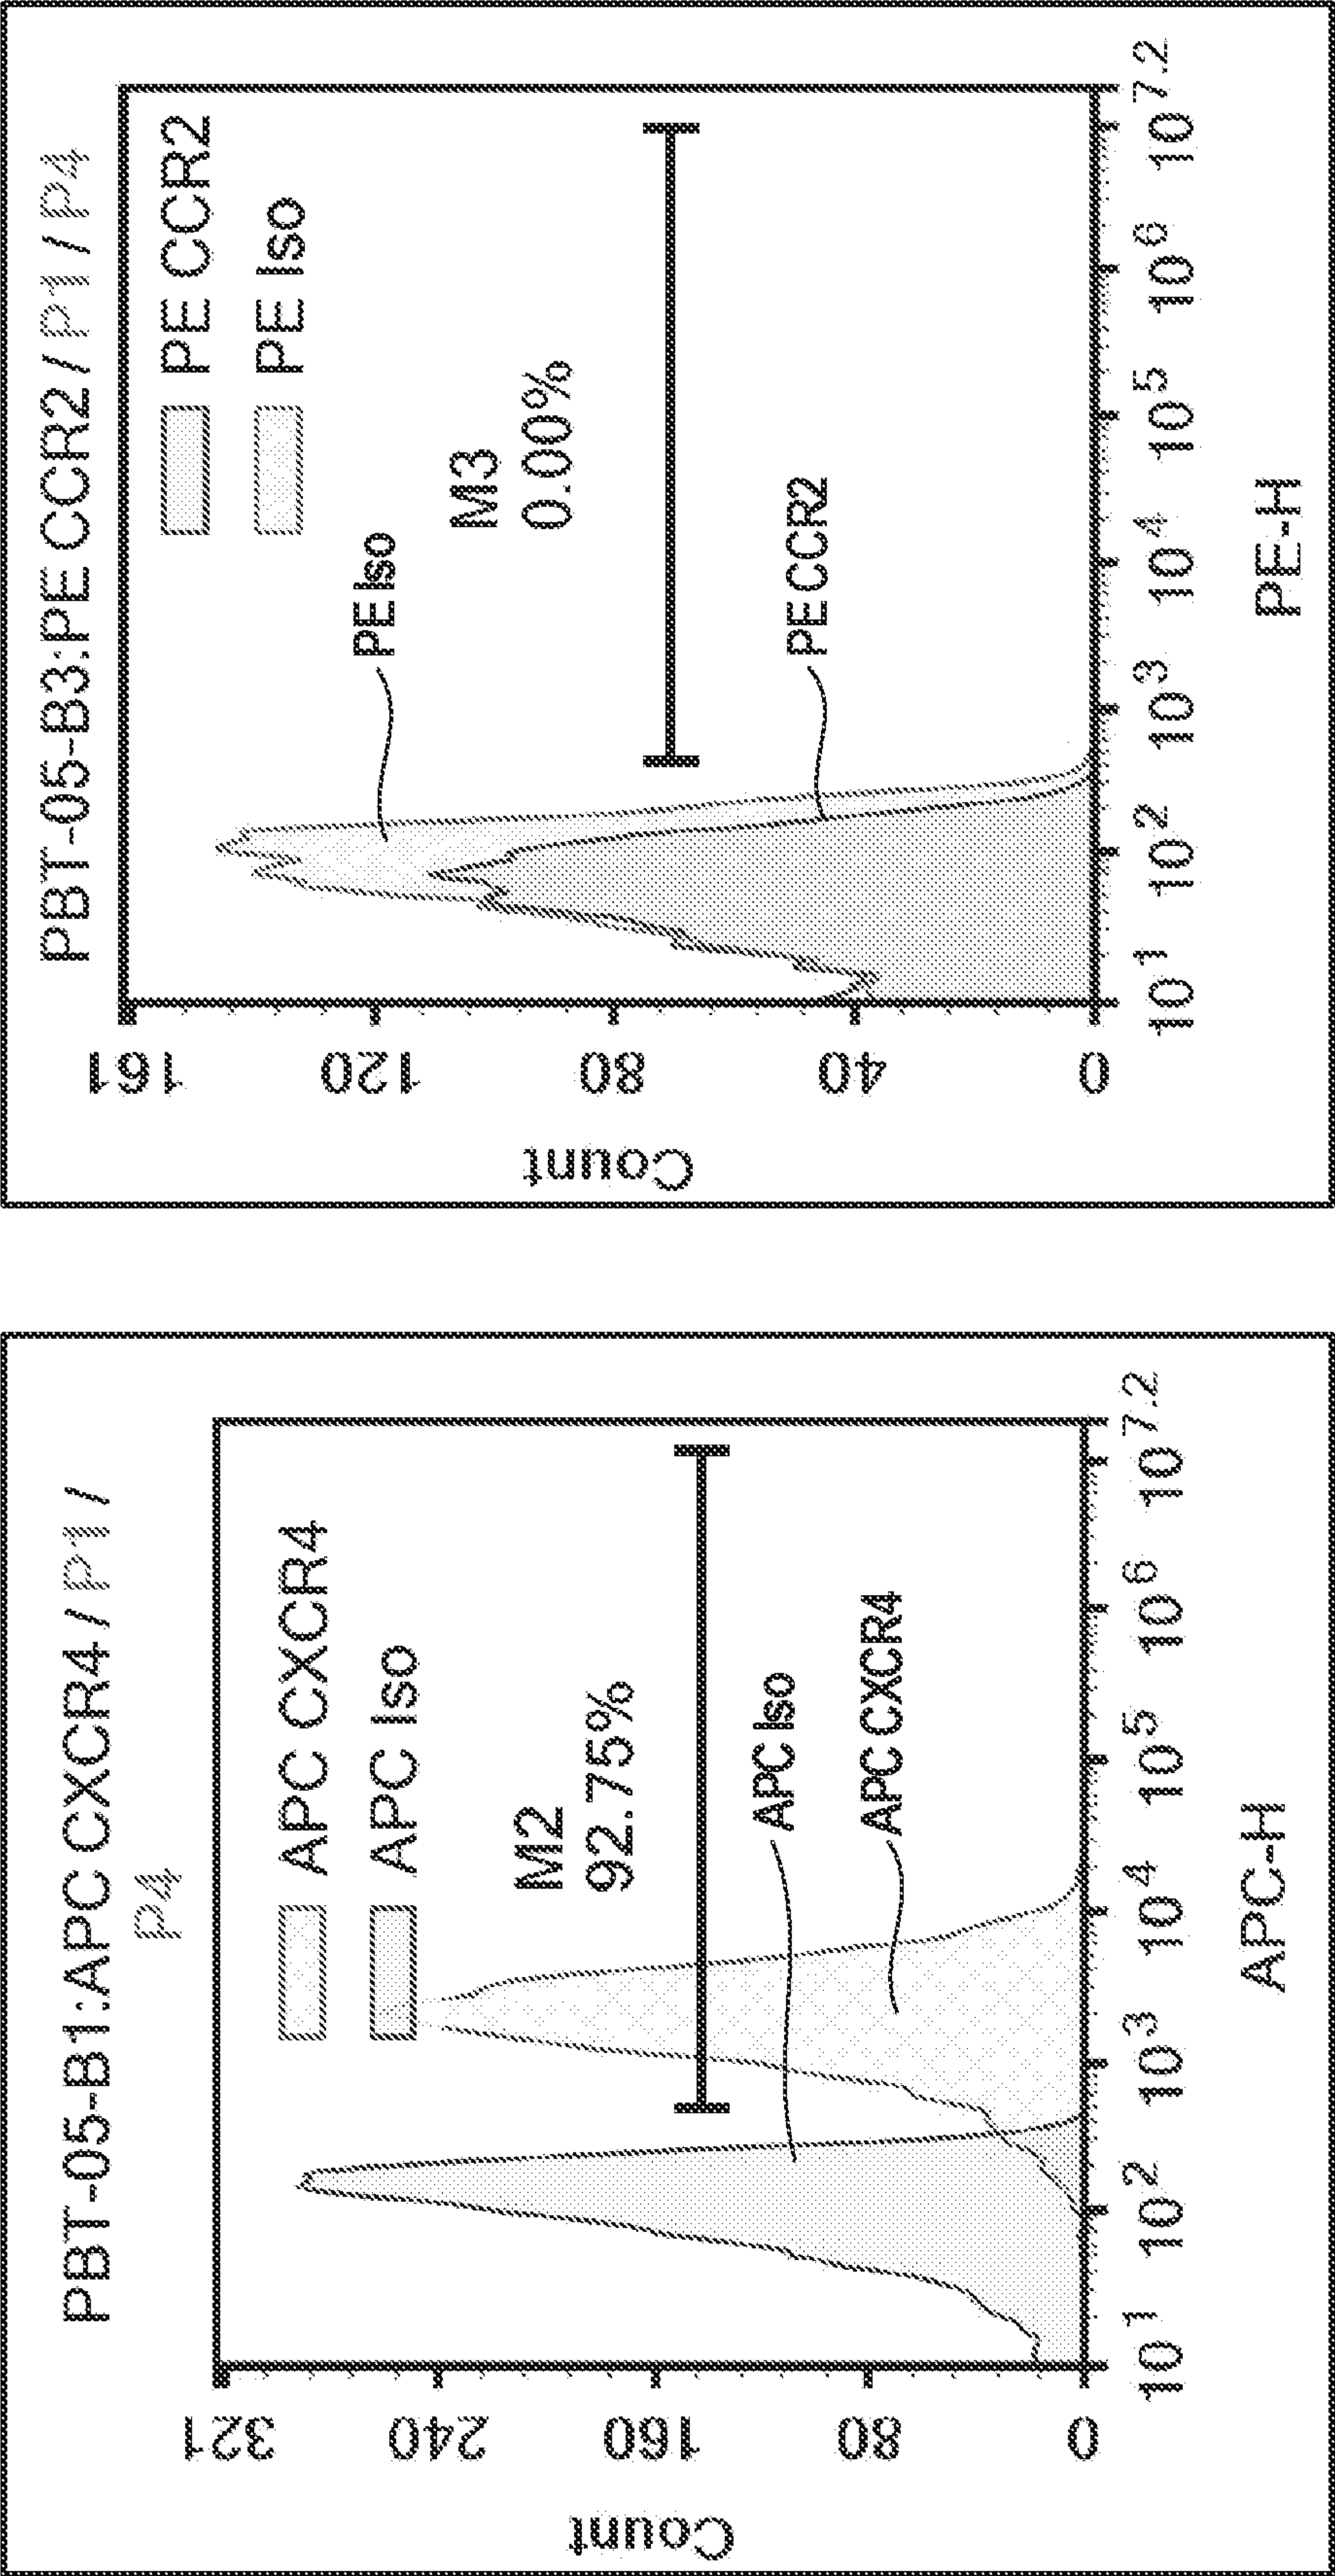 PBT-05-B1:APC CXCR4 / P1 /
P4
APC CXCR4
APC Iso
M2
92.75%
APC Iso
APC CXCR4
321
240
160
80
0
Count
10^1 10^2 10^3 10^4 10^5 10^6 10^7.2
APC-H
PBT-05-B3:PE CCR2 / P1 / P4
PE CCR2
PE Iso
PE Iso
M3
0.00%
PE CCR2
161
120
80
40
0
Count
10^1 10^2 10^3 10^4 10^5 10^6 10^7.2
PE-H